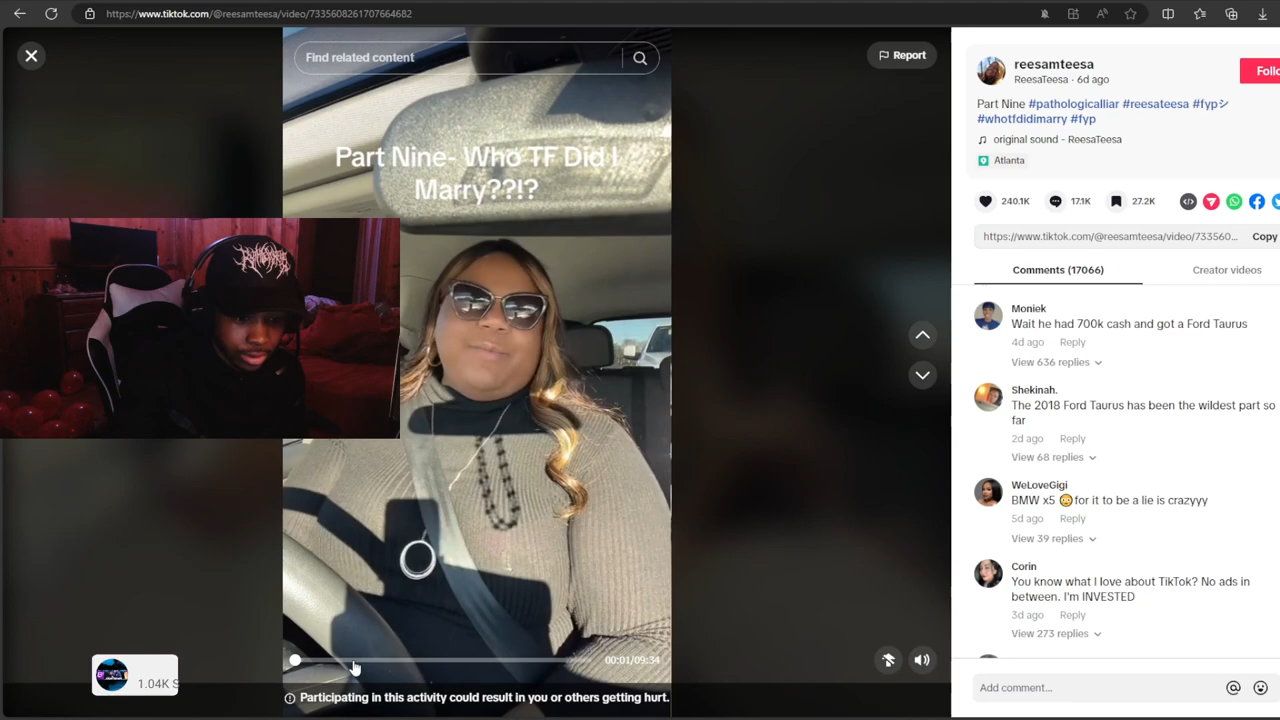 https://www.tiktok.com/@reesamteesa/video/7335608261707664682
Find related content
Report
Part Nine- Who TF Did I
Marry??!?
00:01/09:34
Participating in this activity could result in you or others getting hurt.
1.04K S
reesamteesa
ReesaTeesa · 6d ago
Follo
Part Nine #pathologicalliar #reesateesa #fypシ
#whotfdidimarry #fyp
original sound - ReesaTeesa
Atlanta
240.1K
17.1K
27.2K
https://www.tiktok.com/@reesamteesa/video/733560...
Copy
Comments (17066)
Creator videos
Moniek
Wait he had 700k cash and got a Ford Taurus
4d ago Reply
View 636 replies
Shekinah.
The 2018 Ford Taurus has been the wildest part so
far
2d ago Reply
View 68 replies
WeLoveGigi
BMW x5 😳for it to be a lie is crazyyy
5d ago Reply
View 39 replies
Corin
You know what I love about TikTok? No ads in
between. I'm INVESTED
3d ago Reply
View 273 replies
Add comment...